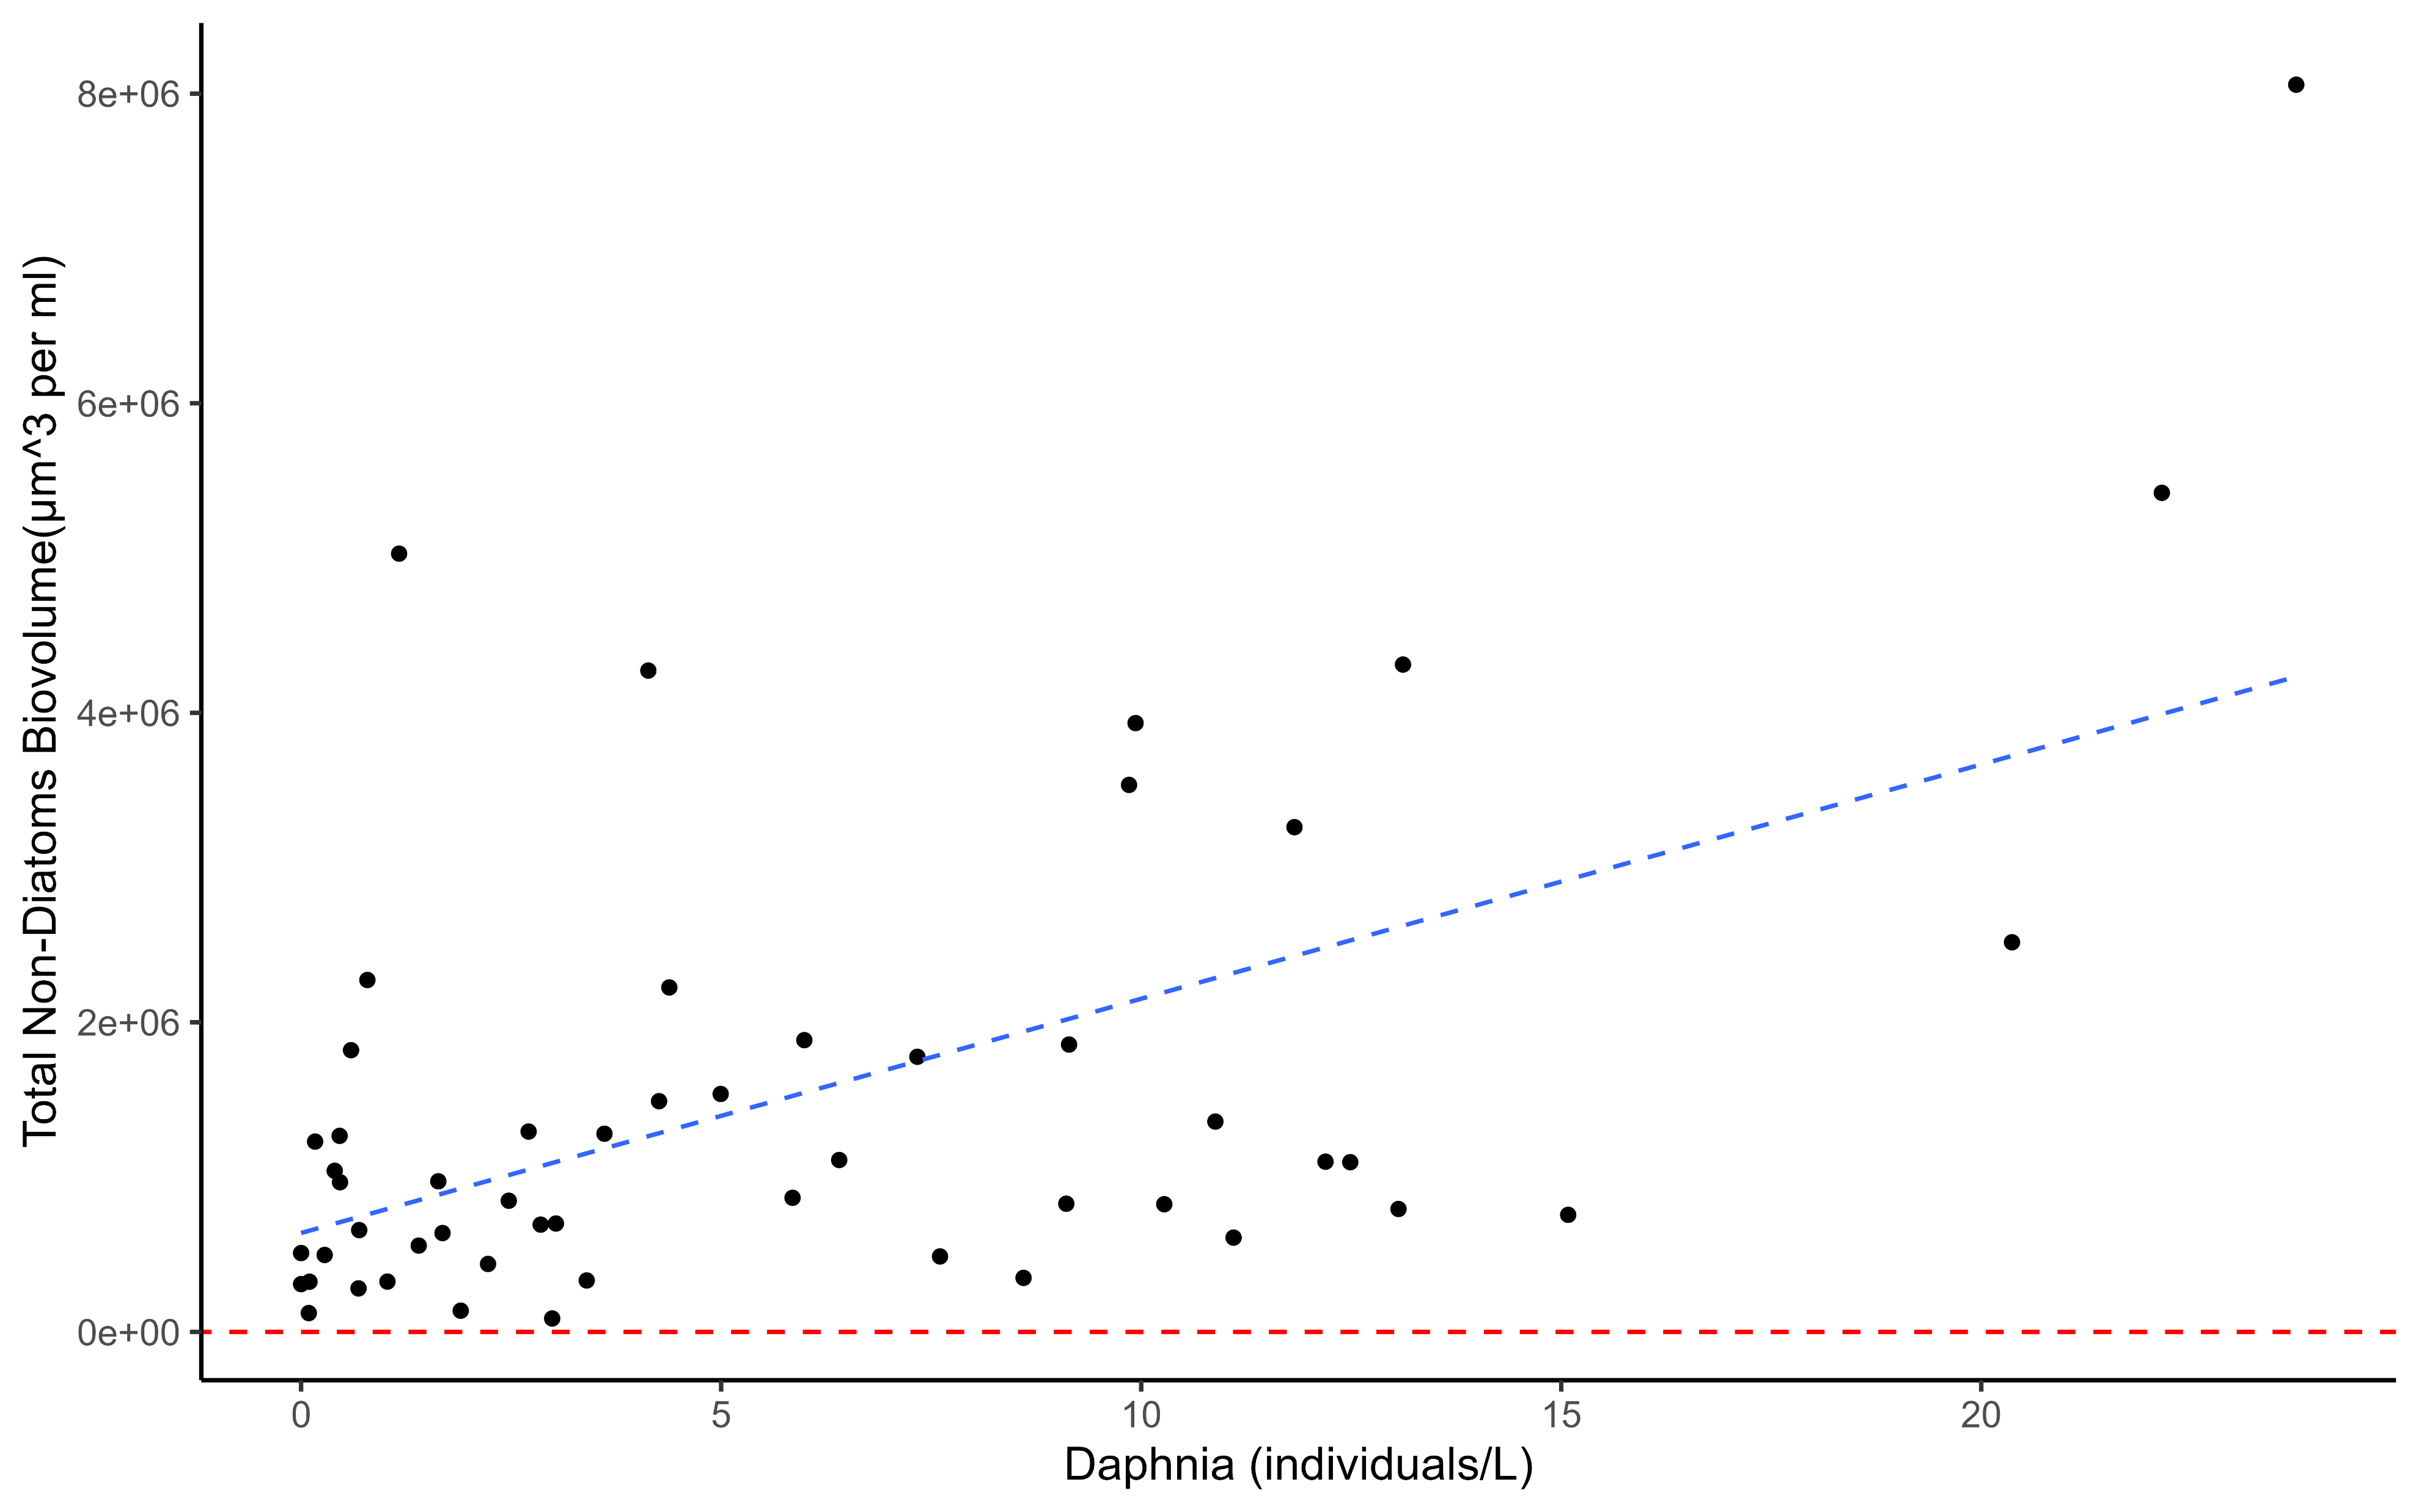 Total Non-Diatoms Biovolume(µm^3 per ml)
8e+06
6e+06
4e+06
2e+06
0e+00
0
5
10
15
20
Daphnia (individuals/L)